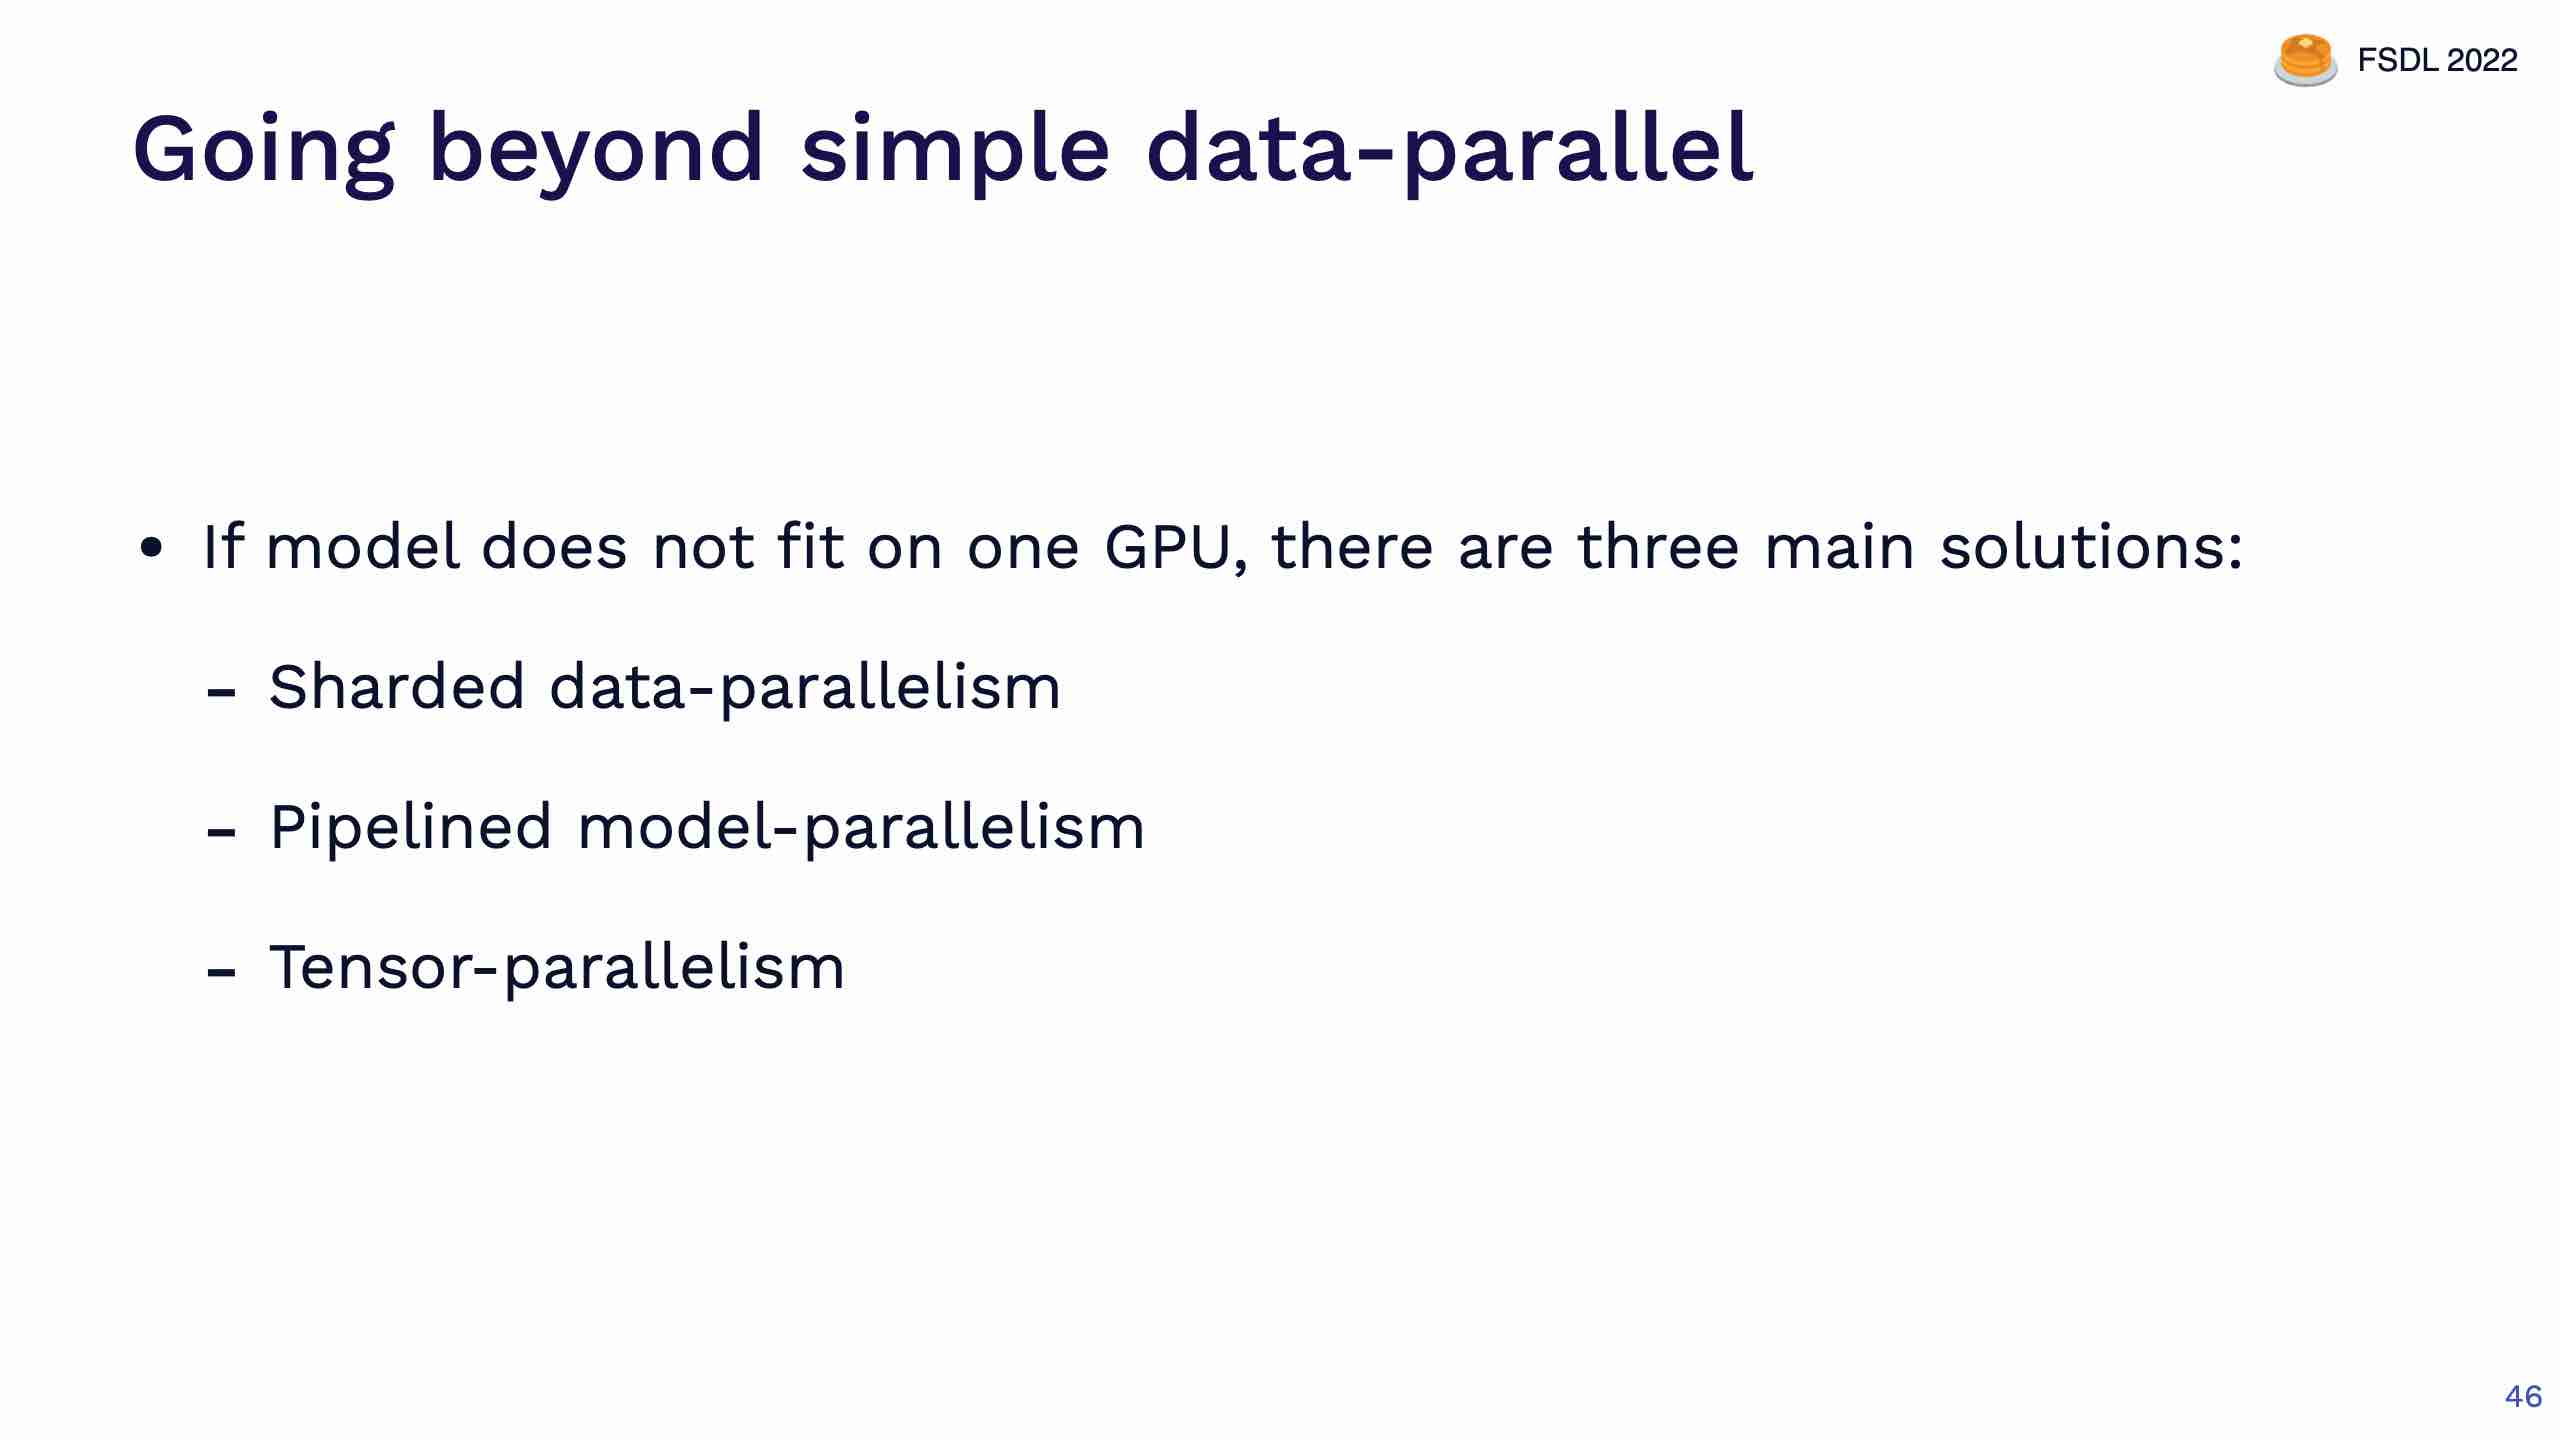 FSDL 2022
Going beyond simple data-parallel
• If model does not fit on one GPU, there are three main solutions:
- Sharded data-parallelism
- Pipelined model-parallelism
- Tensor-parallelism
46